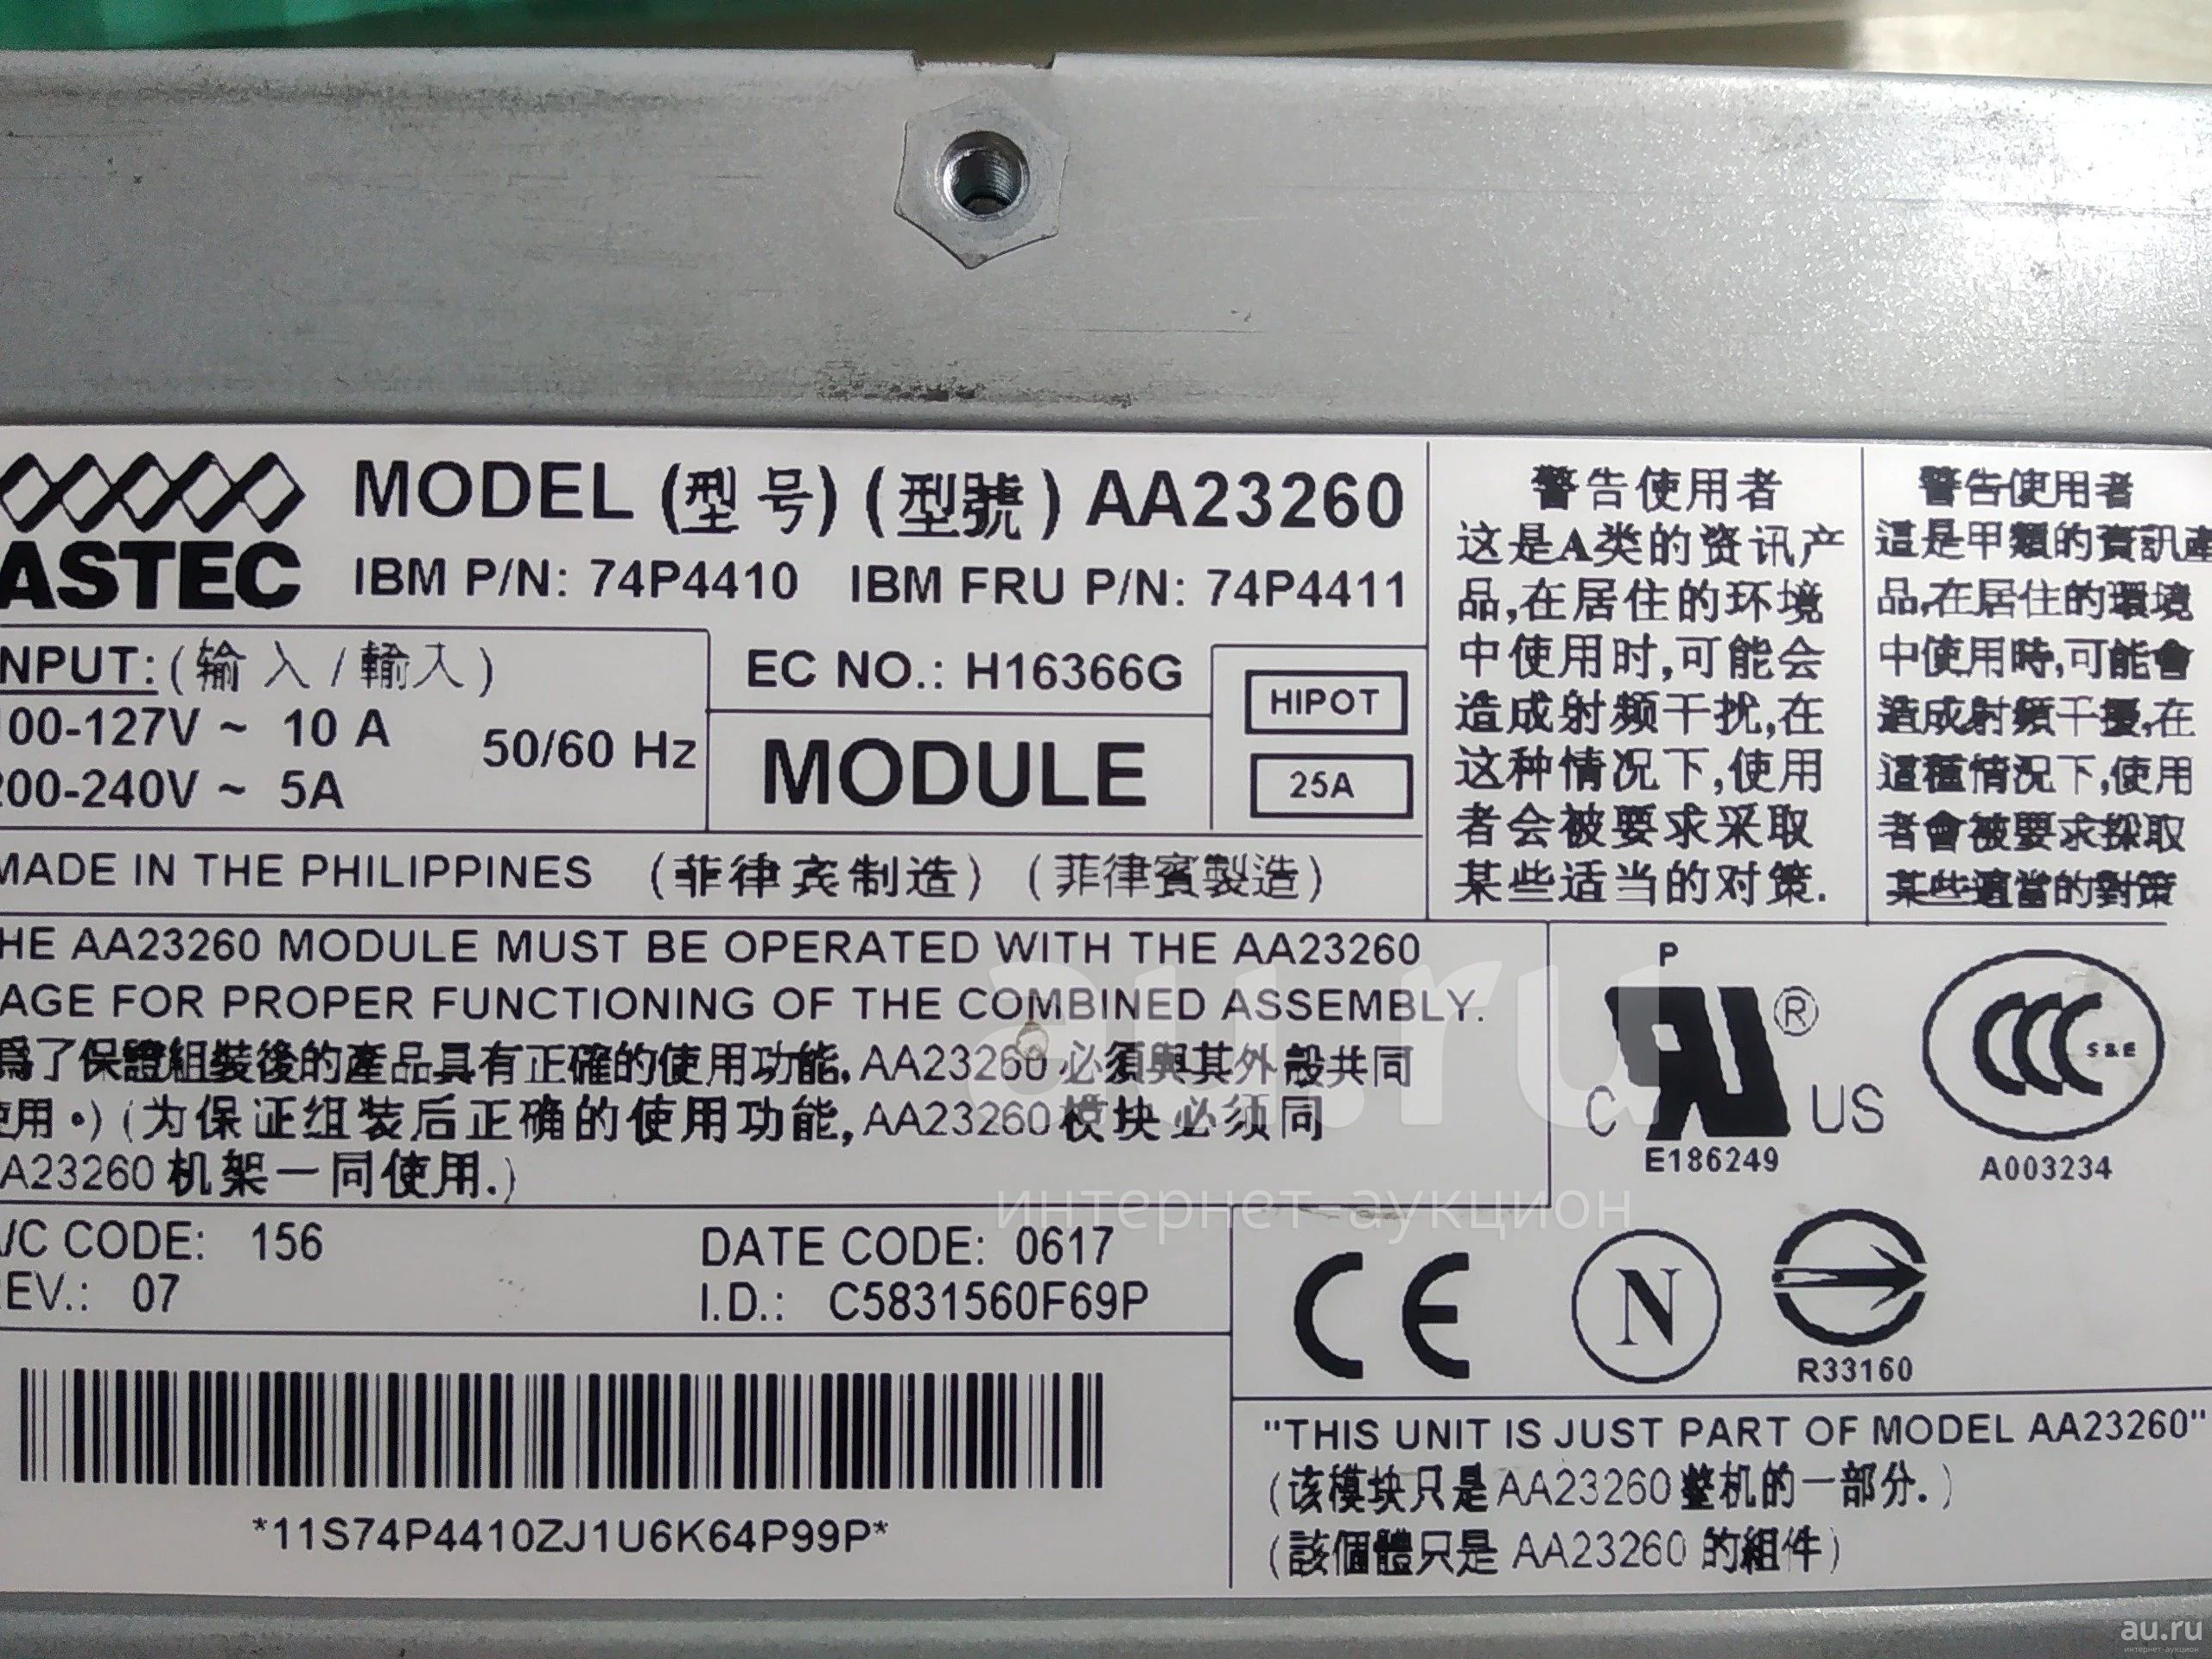 ASTEC
MODEL (型号) (型號) AA23260
IBM P/N: 74P4410 IBM FRU P/N: 74P4411
NPUT: (输入/輸入)
100-127V ~ 10 A
200-240V ~ 5A
50/60 Hz
EC NO.: H16366G
MODULE
HIPOT
25A
MADE IN THE PHILIPPINES (菲律宾制造) (菲律賓製造)
警告使用者
这是A类的资讯产
品,在居住的环境
中使用时,可能会
造成射频干扰,在
这种情况下,使用
者会被要求采取
某些适当的对策.
警告使用者
這是甲類的資訊產
品,在居住的環境
中使用時,可能會
造成射頻干擾,在
這種情況下,使用
者會被要求採取
某些適當的對策
HE AA23260 MODULE MUST BE OPERATED WITH THE AA23260
AGE FOR PROPER FUNCTIONING OF THE COMBINED ASSEMBLY.
爲了保證組裝後的產品具有正確的使用功能, AA23260 必須與其外殼共同
使用。) (为保证组装后正确的使用功能, AA23260 模块必须同
A23260 机架一同使用.)
P
C UL ® US
E186249
CCC S&E
A003234
/C CODE: 156
EV.: 07
DATE CODE: 0617
I.D.: C5831560F69P
CE
N
R33160
*11S74P4410ZJ1U6K64P99P*
"THIS UNIT IS JUST PART OF MODEL AA23260"
(该模块只是AA23260整机的一部分.)
(該個體只是 AA23260 的組件)
au.ru
интернет-аукцион
au.ru
интернет-аукцион